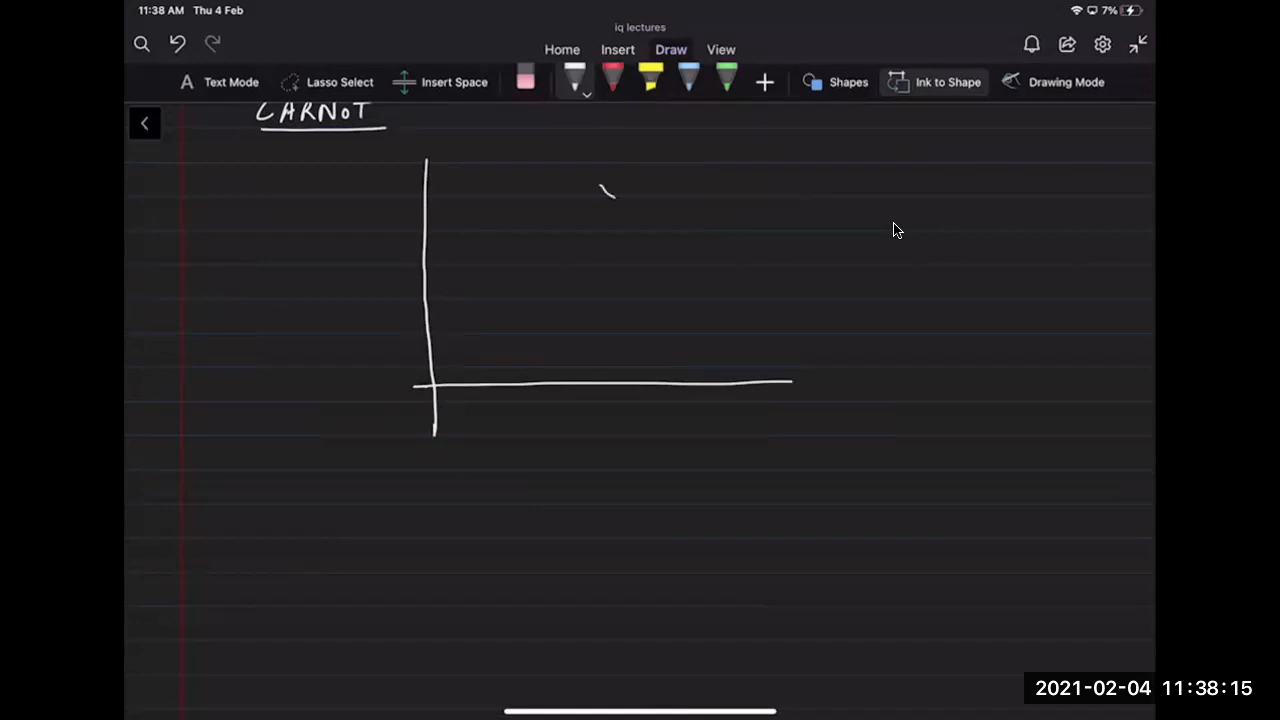 11:38 AM Thu 4 Feb 7%
iq lectures
Home Insert Draw View
A Text Mode Lasso Select Insert Space Shapes Ink to Shape Drawing Mode
CARNOT
2021-02-04 11:38:15